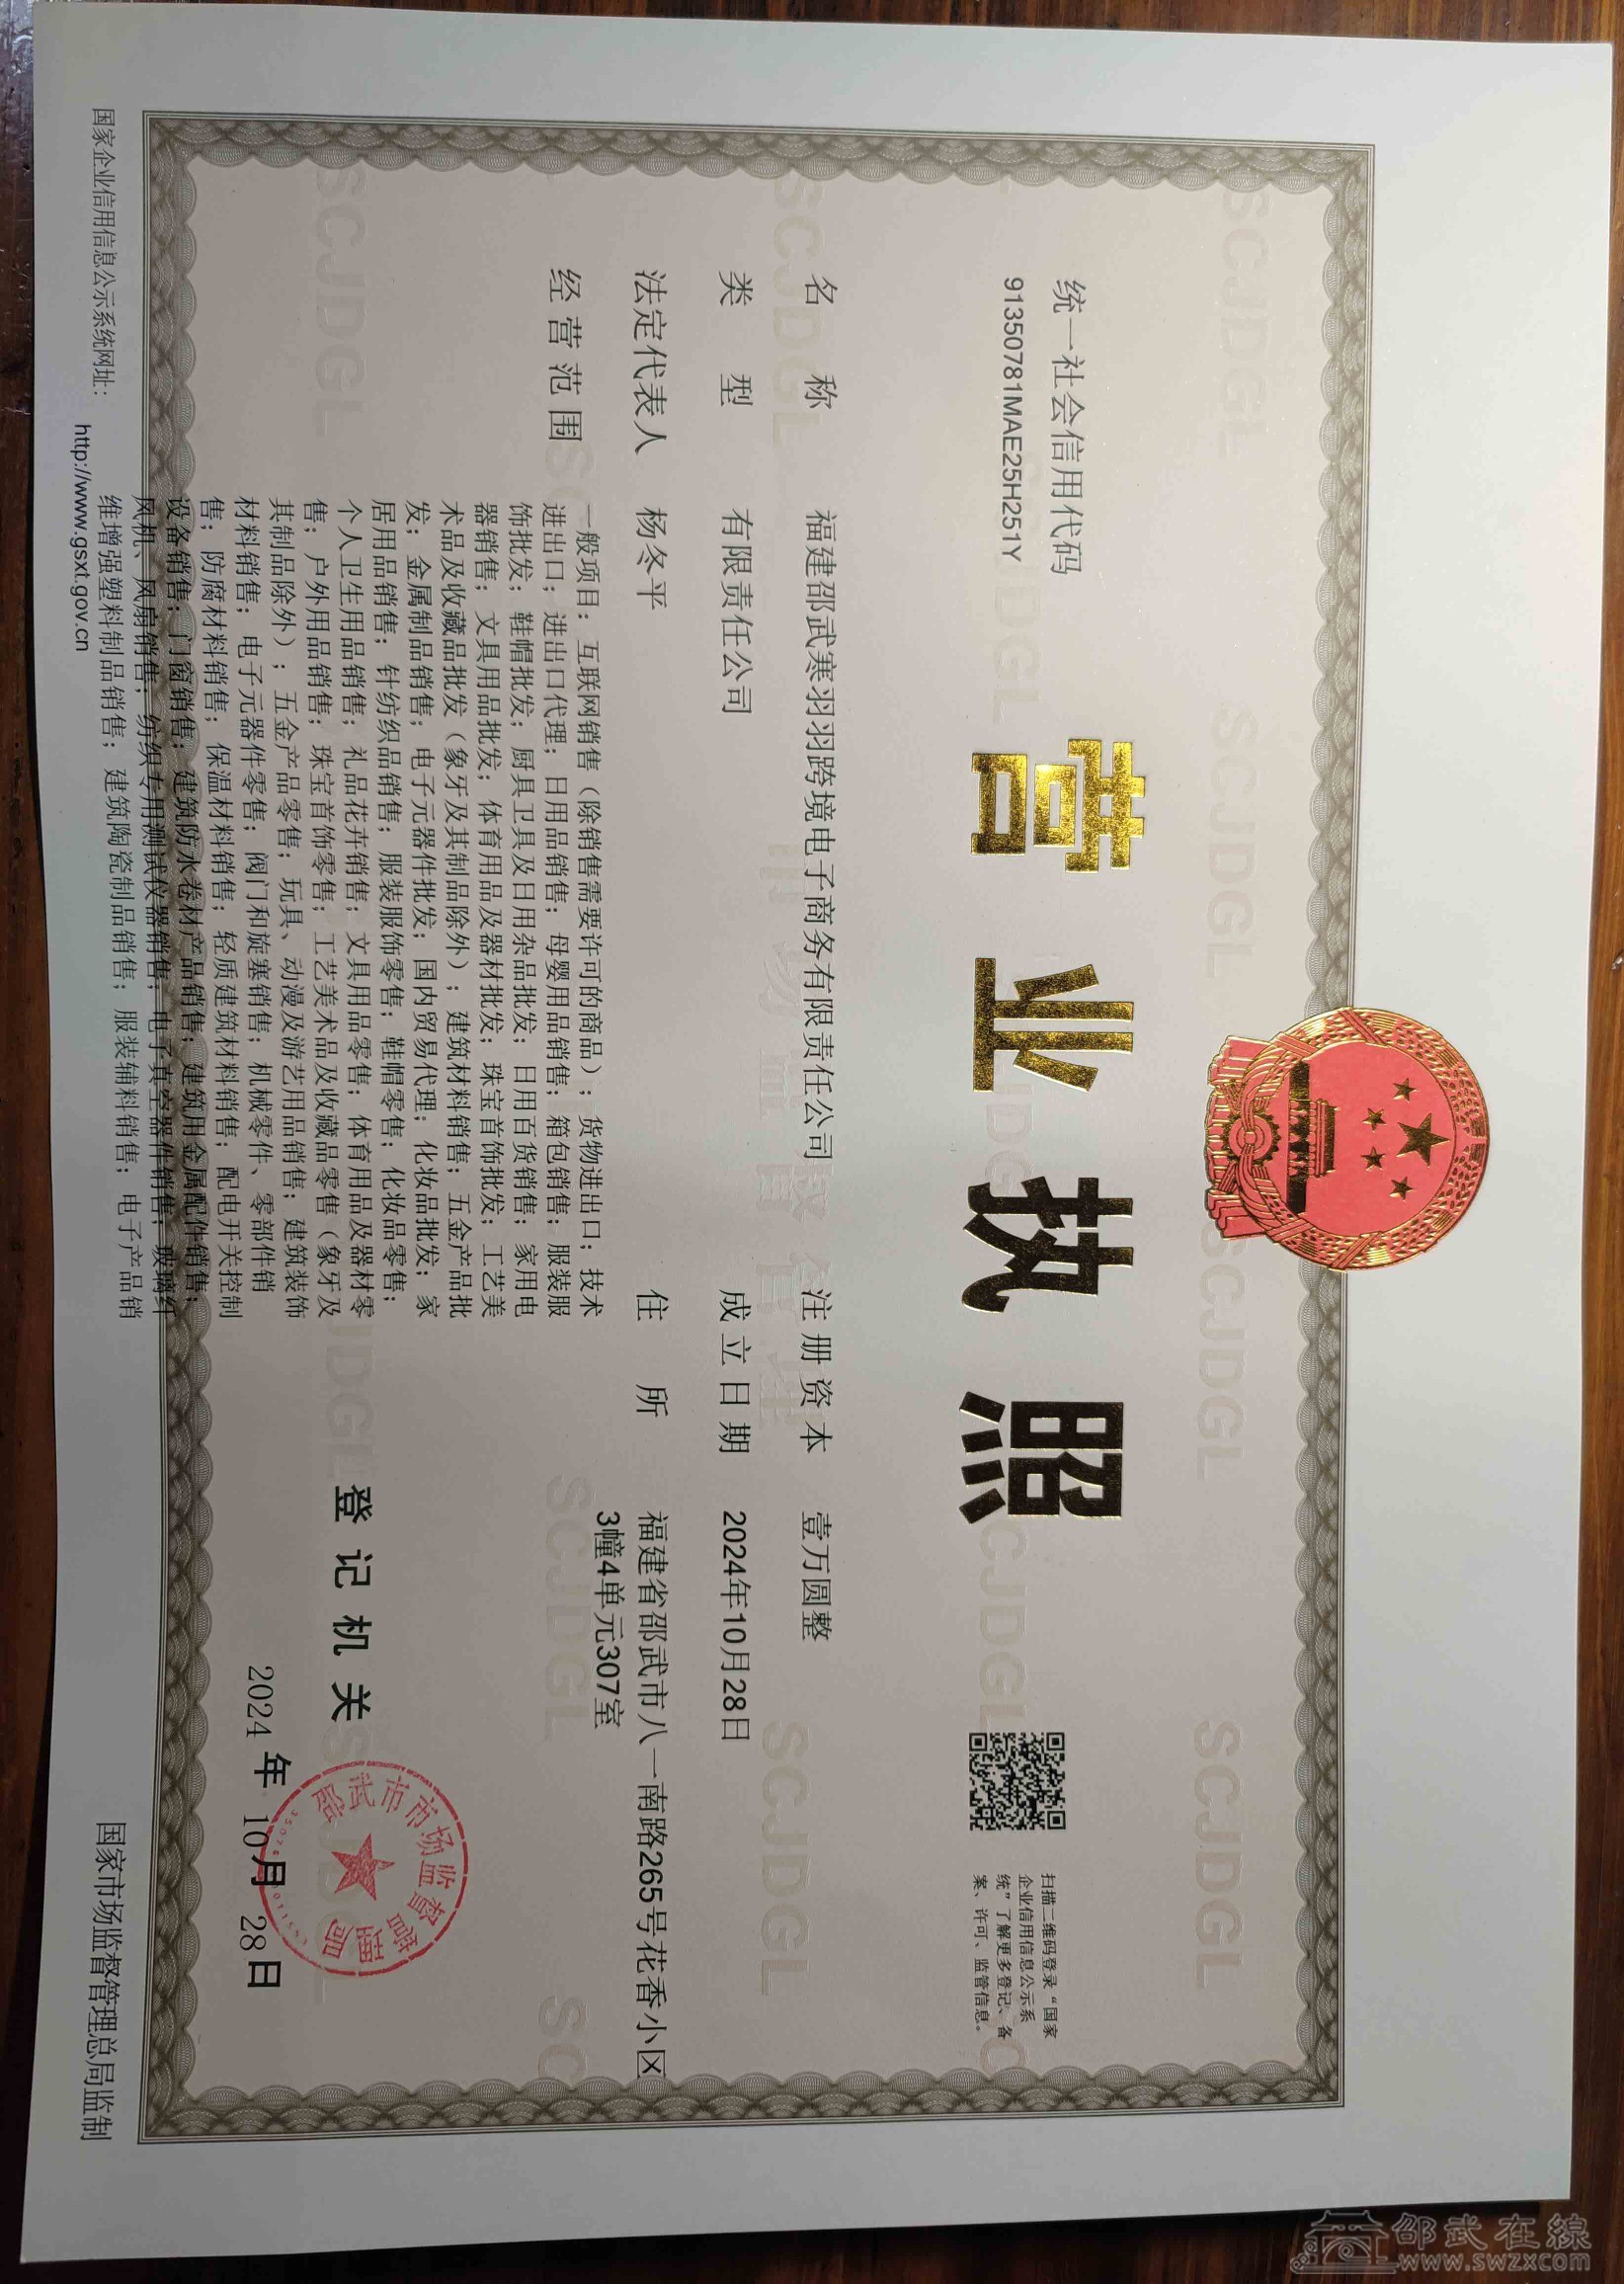 营业执照
统一社会信用代码
91350781MAE25H251Y
扫描二维码登录“国家
企业信用信息公示系
统”了解更多登记、备
案、许可、监管信息。
名称 福建邵武寒羽羽跨境电子商务有限责任公司
注册资本 壹万圆整
类型 有限责任公司
成立日期 2024年10月28日
法定代表人 杨冬平
住所 福建省邵武市八一南路265号花香小区
3幢4单元307室
经营范围 一般项目：互联网销售（除销售需要许可的商品）；货物进出口；技术
进出口；进出口代理；日用品销售；母婴用品销售；箱包销售；服装服
饰批发；鞋帽批发；厨具卫具及日用杂品批发；日用百货销售；家用电
器销售；文具用品批发；体育用品及器材批发；珠宝首饰批发；工艺美
术品及收藏品批发（象牙及其制品除外）；建筑材料销售；五金产品批
发；金属制品销售；电子元器件批发；国内贸易代理；化妆品批发；家
居用品销售；针纺织品销售；服装服饰零售；鞋帽零售；化妆品零售；
个人卫生用品销售；礼品花卉销售；文具用品零售；体育用品及器材零
售；户外用品销售；珠宝首饰零售；工艺美术品及收藏品零售（象牙及
其制品除外）；五金产品零售；玩具、动漫及游艺用品销售；建筑装饰
材料销售；电子元器件零售；阀门和旋塞销售；机械零件、零部件销
售；防腐材料销售；保温材料销售；轻质建筑材料销售；配电开关控制
设备销售；门窗销售；建筑防水卷材产品销售；建筑用金属配件销售；
风机、风扇销售；纺织专用测试仪器销售；电子真空器件销售；玻璃纤
维增强塑料制品销售；建筑陶瓷制品销售；服装辅料销售；电子产品销
登记机关
邵武市市场监督管理局
2024年10月28日
国家企业信用信息公示系统网址：
http://www.gsxt.gov.cn
国家市场监督管理总局监制
SCJDGL
邵武在線
www.swzx.com